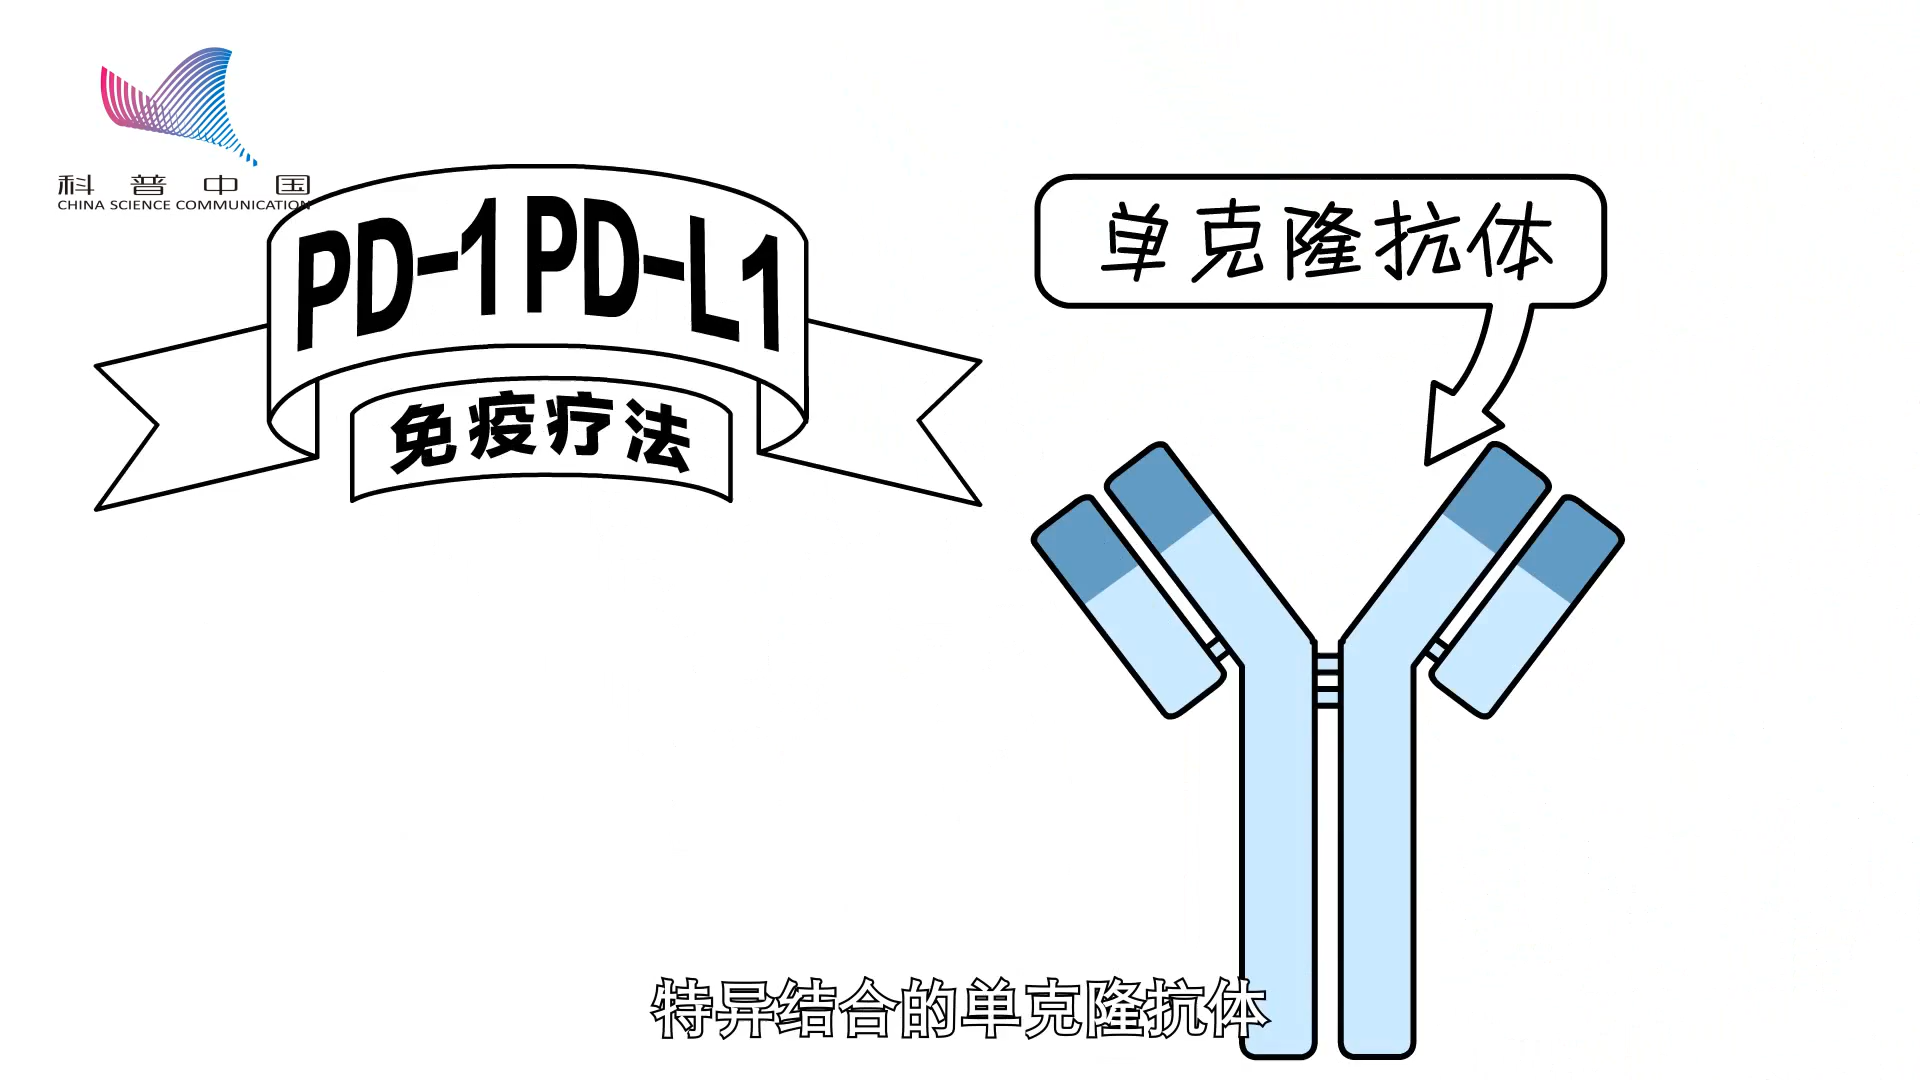 科普中国
CHINA SCIENCE COMMUNICATION
PD-1 PD-L1
免疫疗法
单克隆抗体
特异结合的单克隆抗体